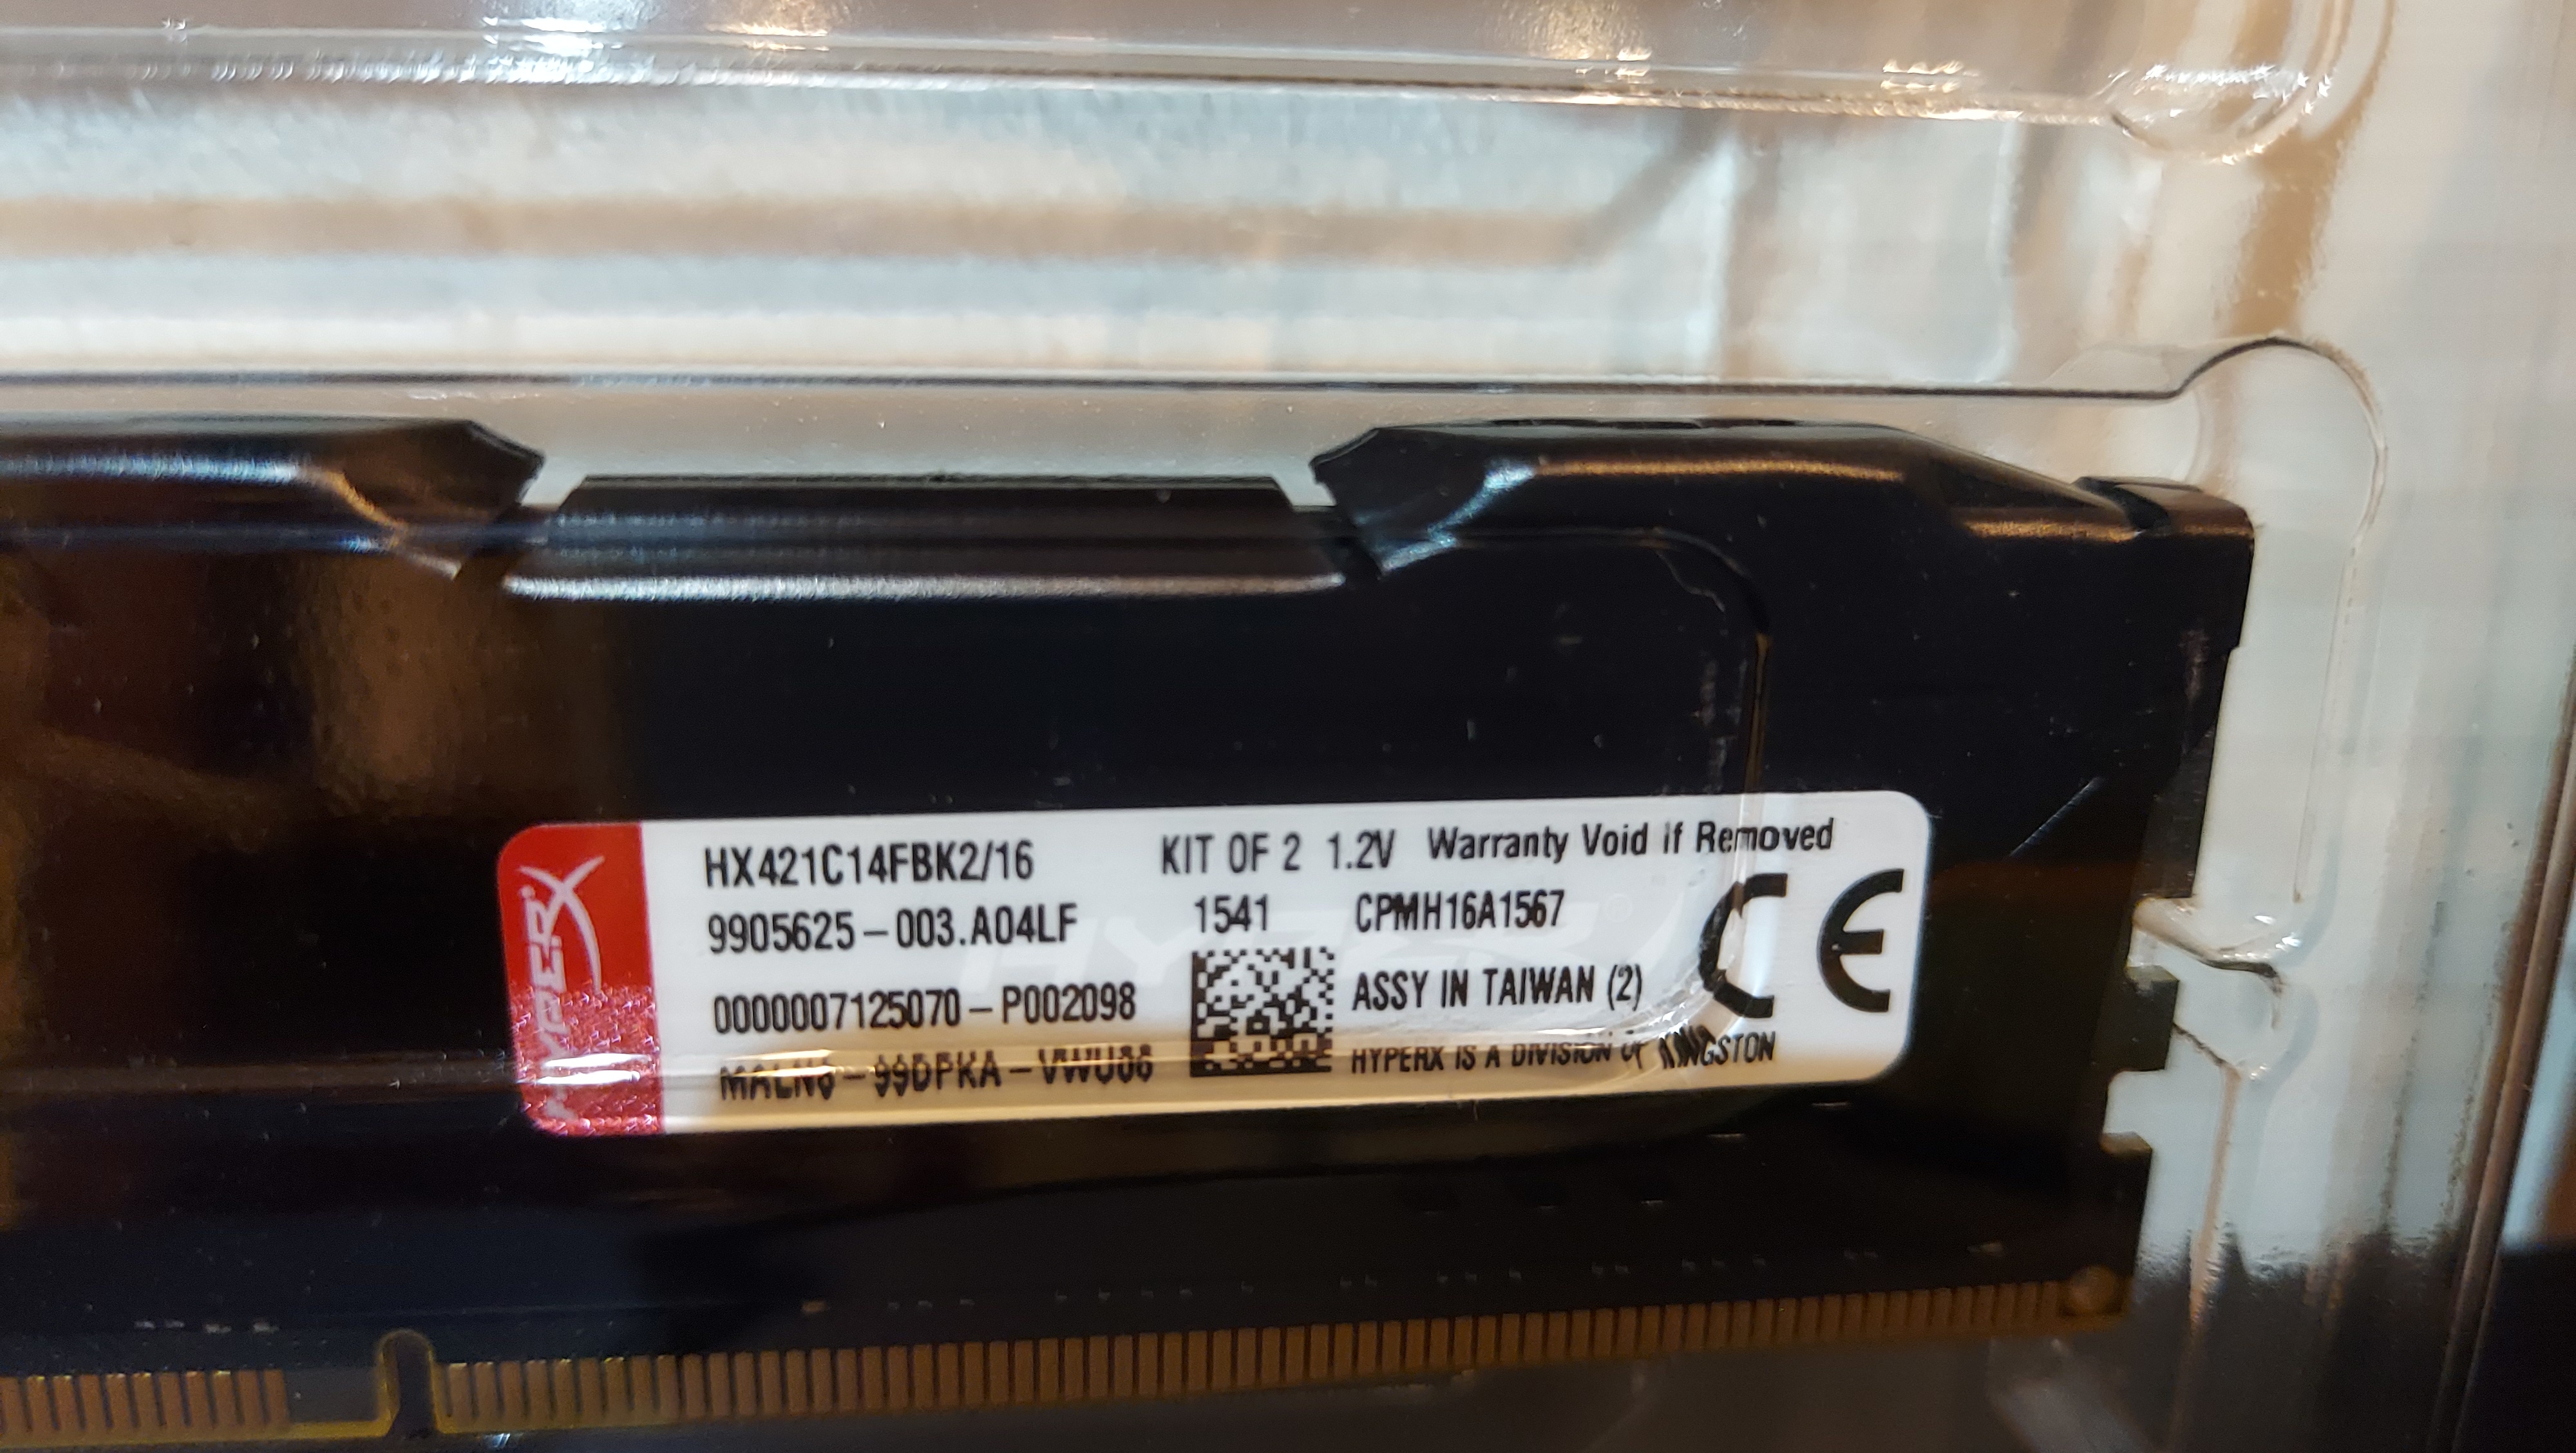 HYPERX
HX421C14FBK2/16 KIT OF 2 1.2V Warranty Void if Removed
9905625-003.A04LF 1541 CPMH16A1567
0000007125070-P002098 ASSY IN TAIWAN (2)
HYPERX IS A DIVISION OF KINGSTON
CE